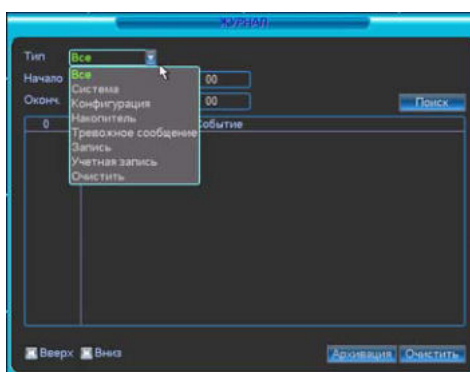 ЖУРНАЛ
Тип Все
Все
Начало 00
Система
Оконч. 00
Конфигурация
Поиск
Накопитель
0 Событие
Тревожное сообщение
Запись
Учетная запись
Очистить
Вверх Вниз
Архивация Очистить